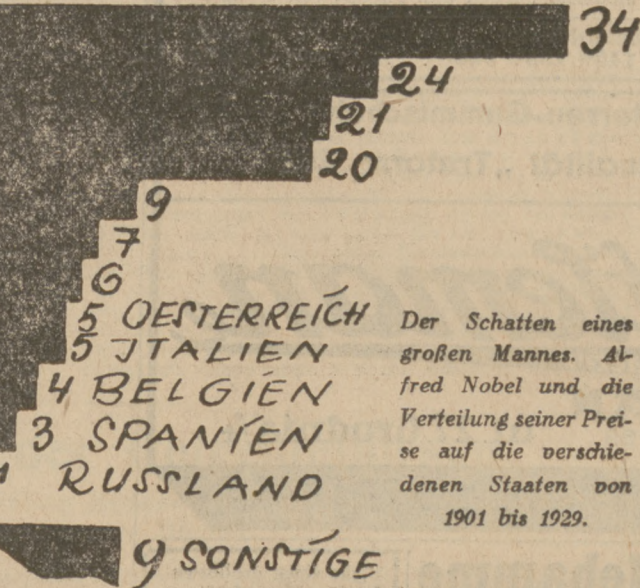 34
24
21
20
9
7
6
5 OESTERREICH
5 ITALIEN
4 BELGIEN
3 SPANIEN
1 RUSSLAND
9 SONSTIGE
Der Schatten eines
großen Mannes. Al-
fred Nobel und die
Verteilung seiner Prei-
se auf die verschie-
denen Staaten von
1901 bis 1929.